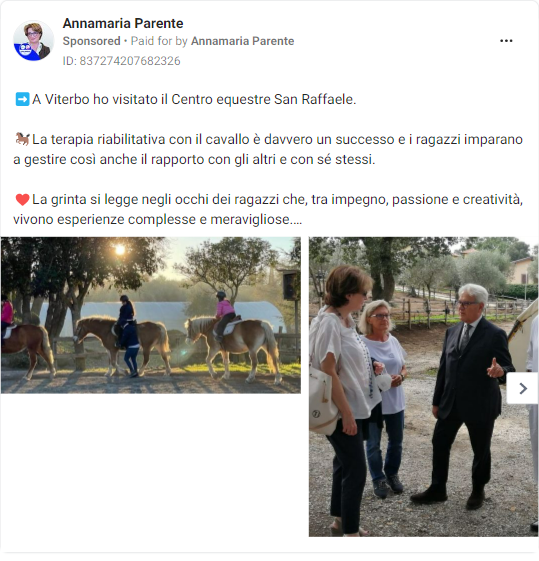 Annamaria Parente
Sponsored • Paid for by Annamaria Parente
ID: 837274207682326
➡️A Viterbo ho visitato il Centro equestre San Raffaele.
🐎La terapia riabilitativa con il cavallo è davvero un successo e i ragazzi imparano
a gestire così anche il rapporto con gli altri e con sé stessi.
❤️La grinta si legge negli occhi dei ragazzi che, tra impegno, passione e creatività,
vivono esperienze complesse e meravigliose....